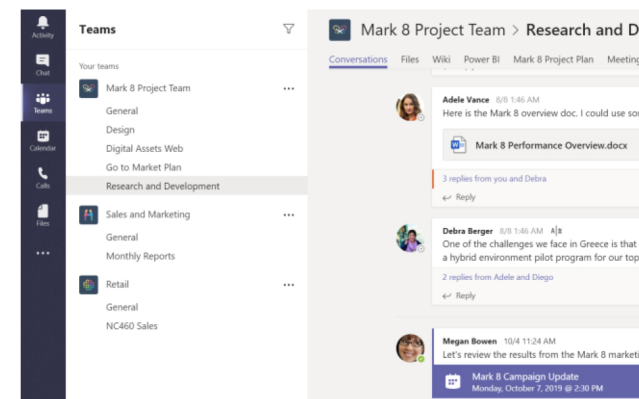 Activity
Chat
Teams
Calendar
Calls
Files
Teams
Your teams
Mark 8 Project Team
General
Design
Digital Assets Web
Go to Market Plan
Research and Development
Sales and Marketing
General
Monthly Reports
Retail
General
NC460 Sales
Mark 8 Project Team > Research and D
Conversations Files Wiki Power BI Mark 8 Project Plan Meeting
Adele Vance 8/8 1:46 AM
Here is the Mark 8 overview doc. I could use so
Mark 8 Performance Overview.docx
3 replies from you and Debra
Reply
Debra Berger 8/8 1:46 AM
One of the challenges we face in Greece is that
a hybrid environment pilot program for our top
2 replies from Adele and Diego
Reply
Megan Bowen 10/4 11:24 AM
Let's review the results from the Mark 8 marketi
Mark 8 Campaign Update
Monday, October 7, 2019 @ 2:30 PM